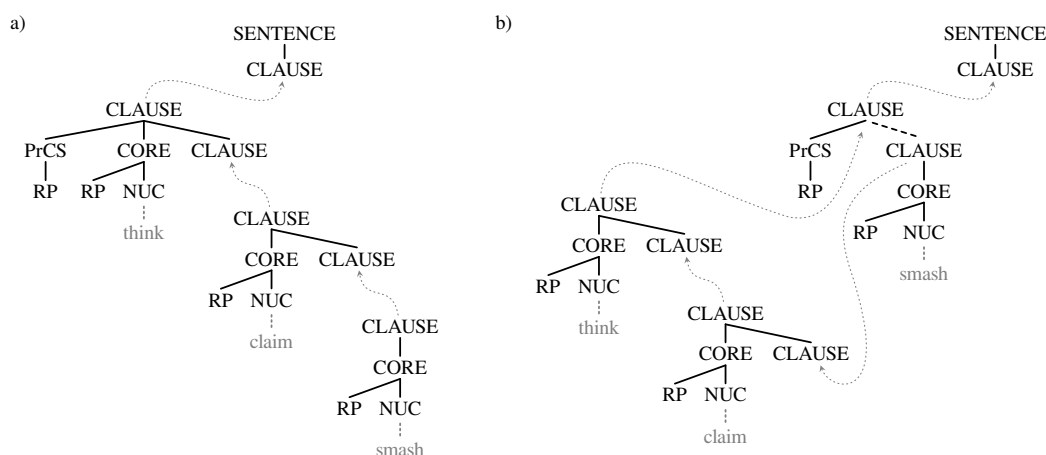 a)
SENTENCE
CLAUSE
CLAUSE
PrCS CORE CLAUSE
RP RP NUC
think
CLAUSE
CORE CLAUSE
RP NUC
claim
CLAUSE
CORE
RP NUC
smash
b)
SENTENCE
CLAUSE
CLAUSE
PrCS CLAUSE
RP CORE
RP NUC
smash
CLAUSE
CORE CLAUSE
RP NUC
think
CLAUSE
CORE CLAUSE
RP NUC
claim